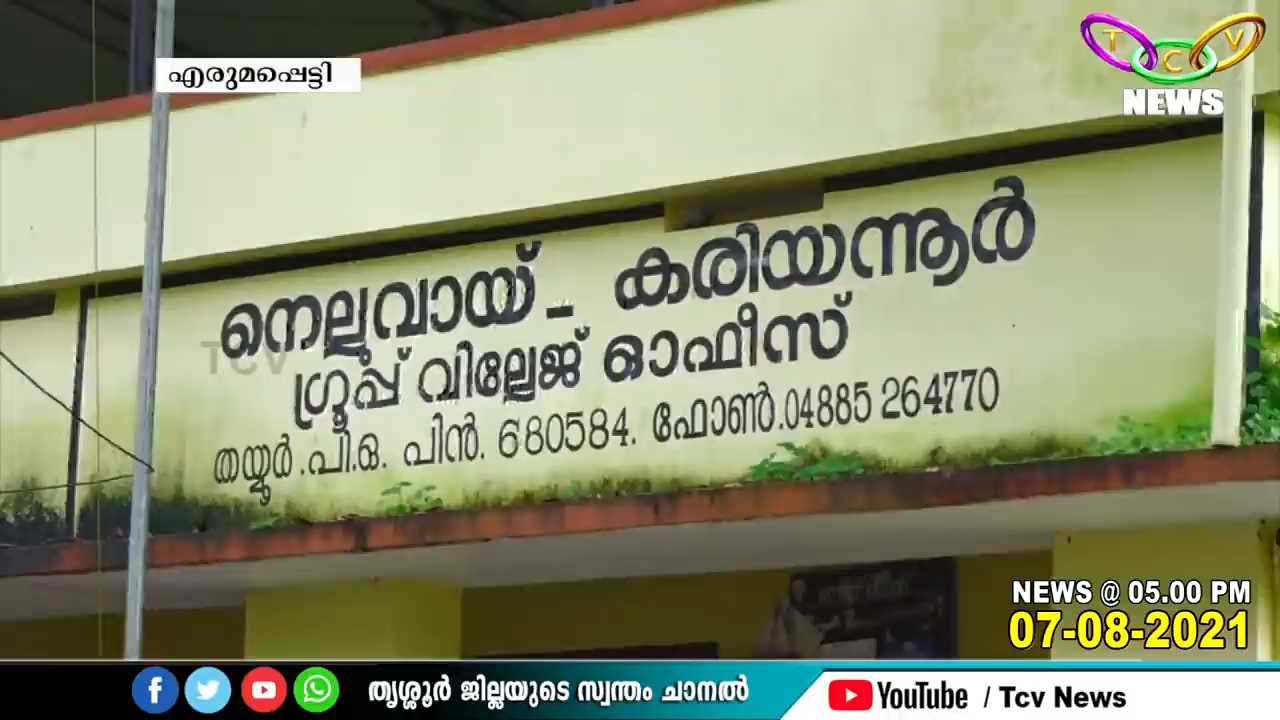 എരുമപ്പെട്ടി
T C V
NEWS
നെല്ലുവായ് - കരിയന്നൂർ
ഗ്രൂപ്പ് വില്ലേജ് ഓഫീസ്
തയ്യൂർ.പി.ഒ. പിൻ. 680584. ഫോൺ.04885 264770
TCV
NEWS @ 05.00 PM
07-08-2021
തൃശ്ശൂർ ജില്ലയുടെ സ്വന്തം ചാനൽ
YouTube / Tcv News